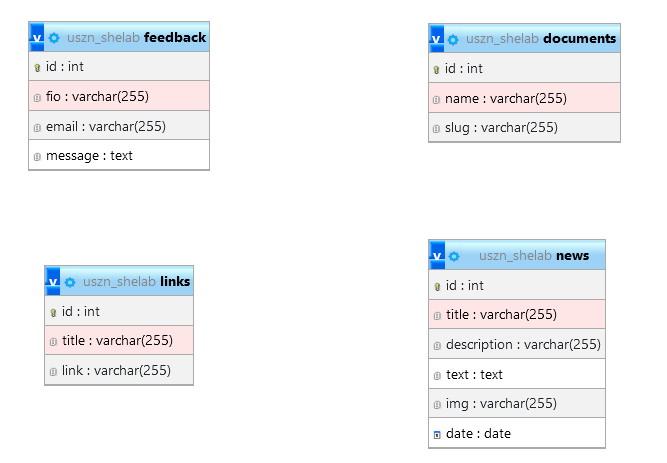 v uszn_shelab feedback
id : int
fio : varchar(255)
email : varchar(255)
message : text
v uszn_shelab documents
id : int
name : varchar(255)
slug : varchar(255)
v uszn_shelab links
id : int
title : varchar(255)
link : varchar(255)
v uszn_shelab news
id : int
title : varchar(255)
description : varchar(255)
text : text
img : varchar(255)
date : date